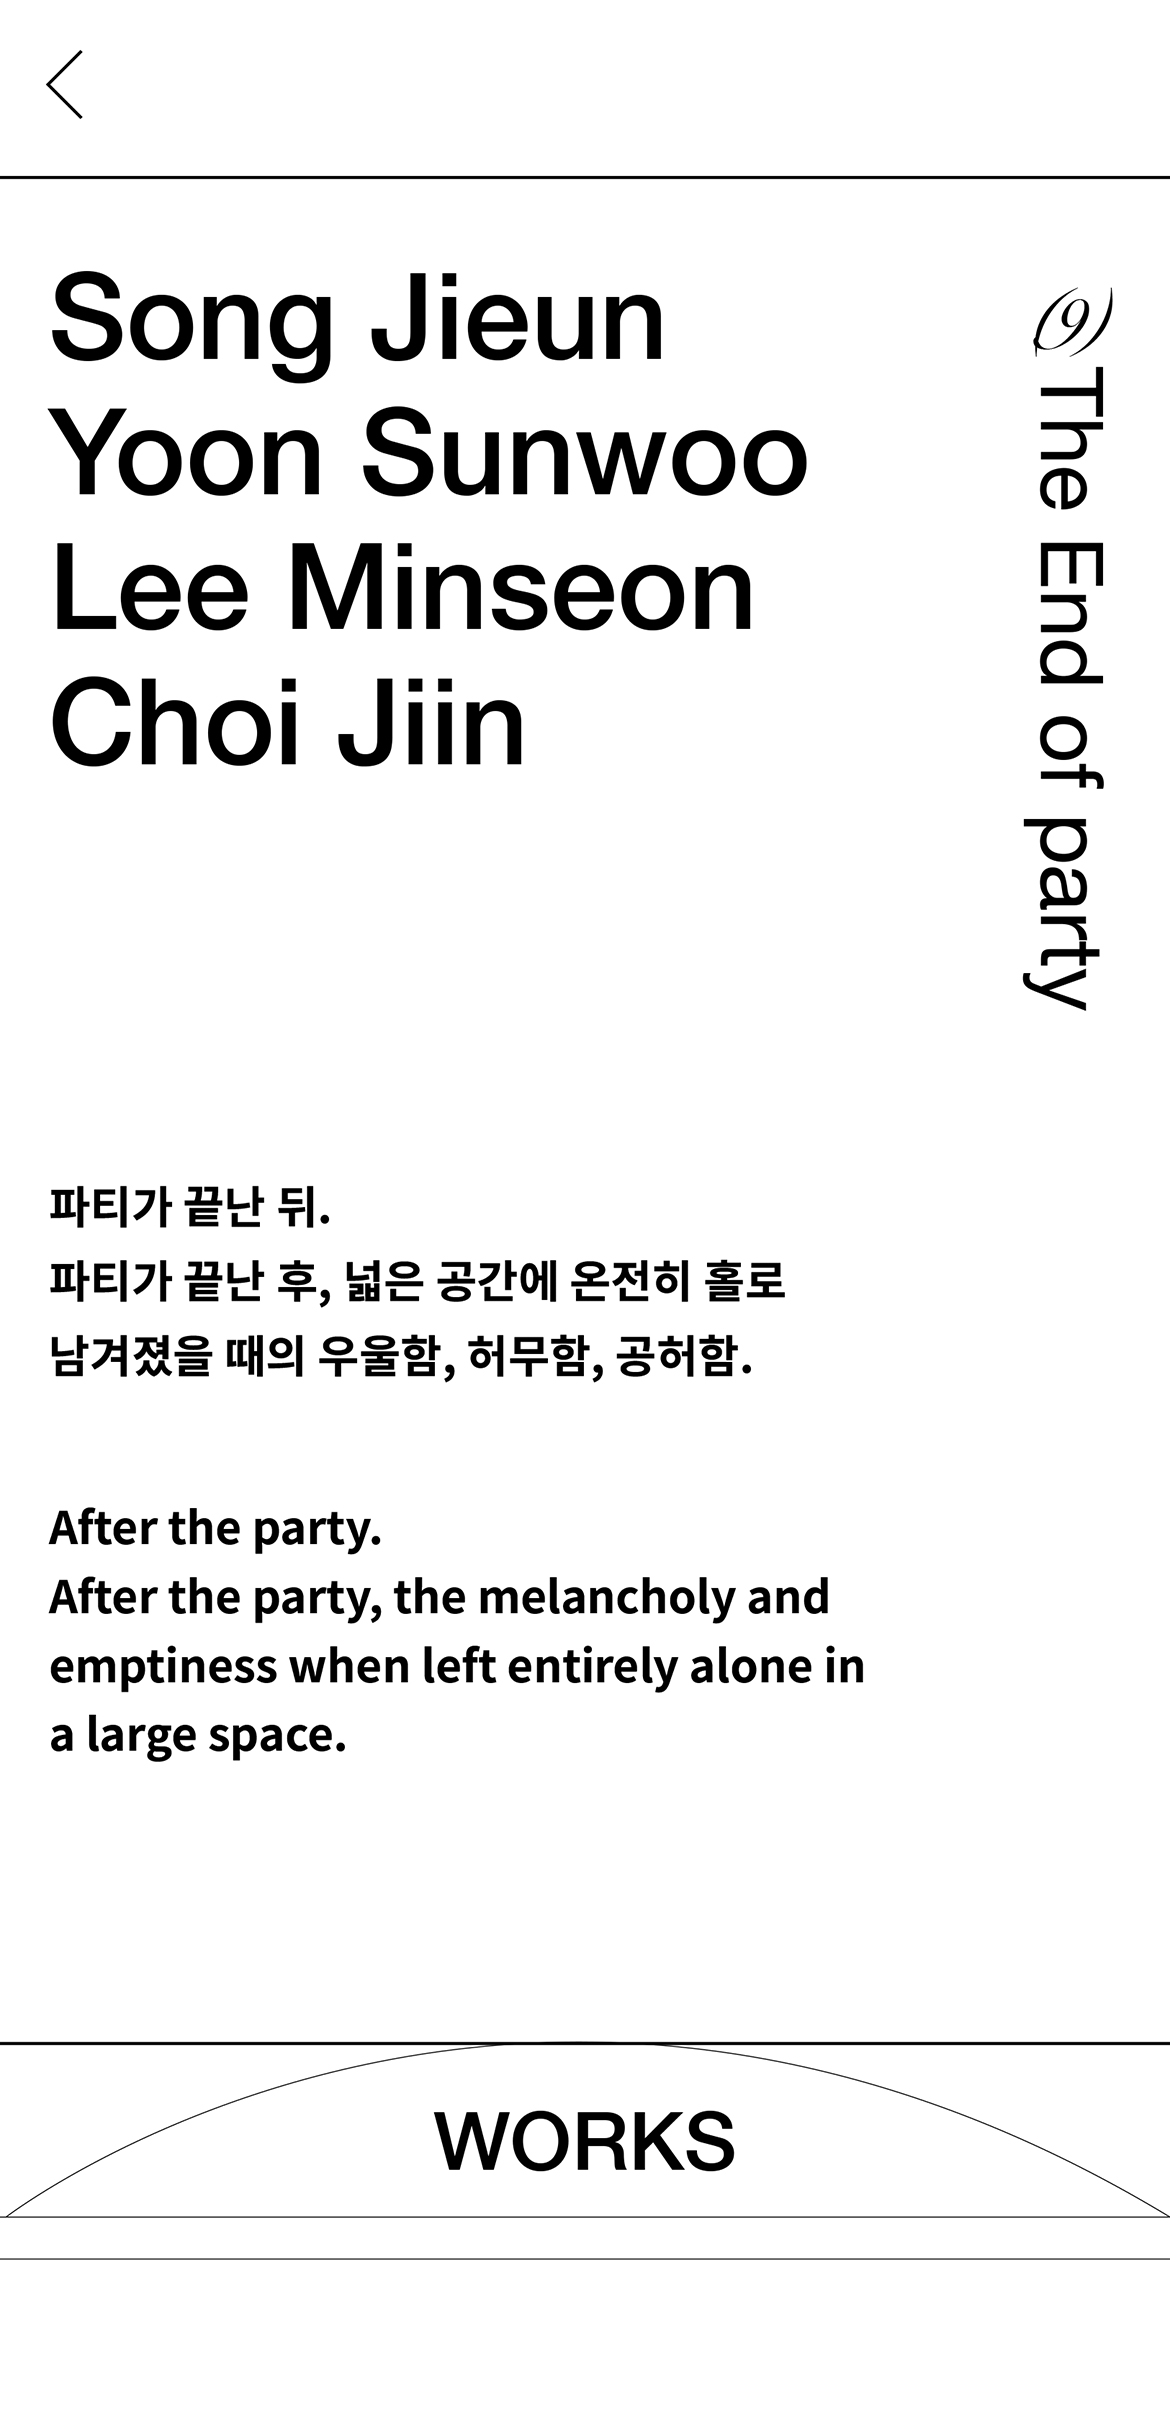 Song Jieun
Yoon Sunwoo
Lee Minseon
Choi Jiin
(9) The End of party
파티가 끝난 뒤.
파티가 끝난 후, 넓은 공간에 온전히 홀로
남겨졌을 때의 우울함, 허무함, 공허함.
After the party.
After the party, the melancholy and
emptiness when left entirely alone in
a large space.
WORKS